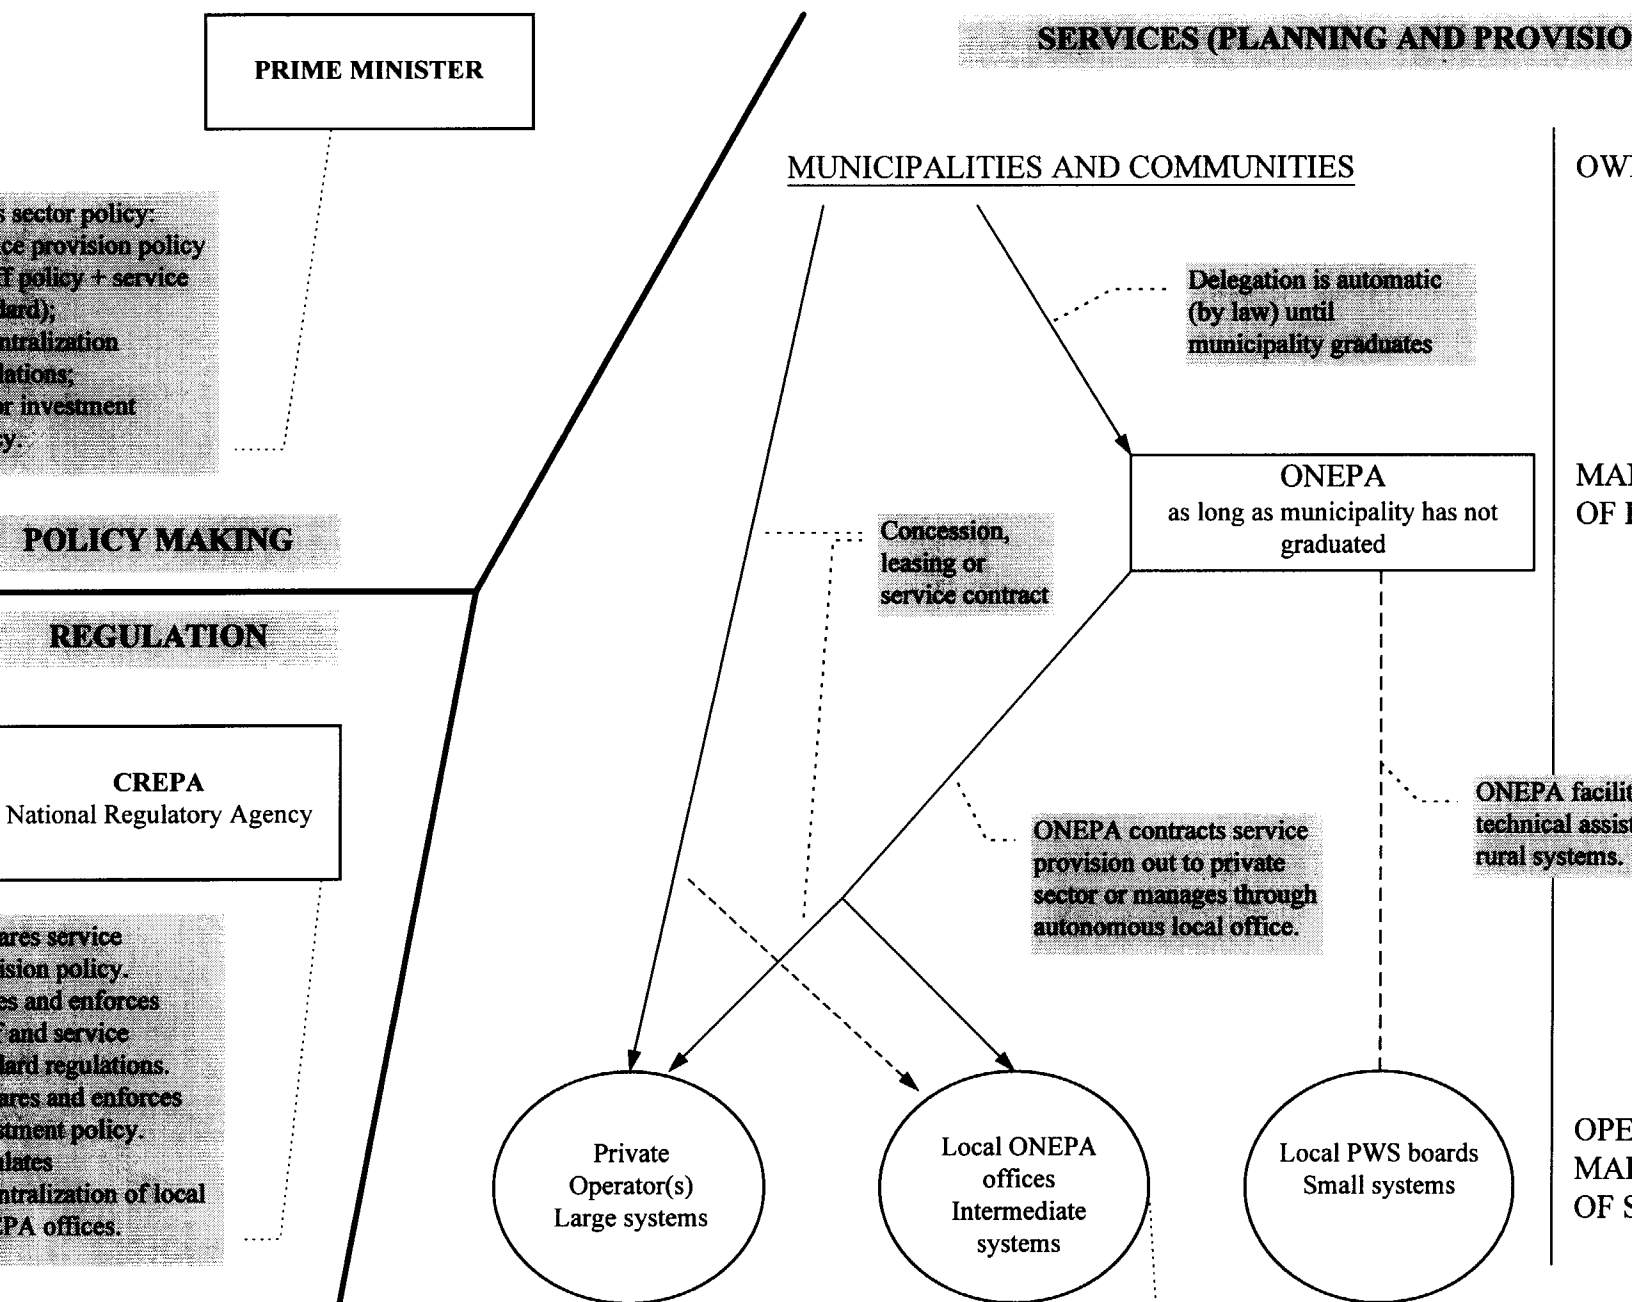 PRIME MINISTER
s sector policy:
ce provision policy
f policy + service
lard);
ntralization
lations;
or investment
cy.
POLICY MAKING
REGULATION
CREPA
National Regulatory Agency
ares service
ision policy.
es and enforces
f and service
lard regulations.
ares and enforces
stment policy.
ulates
ntralization of local
EPA offices.
SERVICES (PLANNING AND PROVISIO
MUNICIPALITIES AND COMMUNITIES
OW
Delegation is automatic
(by law) until
municipality graduates
ONEPA
as long as municipality has not
graduated
MA
OF
Concession,
leasing or
service contract
ONEPA contracts service
provision out to private
sector or manages through
autonomous local office.
ONEPA facilit
technical assist
rural systems.
Private
Operator(s)
Large systems
Local ONEPA
offices
Intermediate
systems
Local PWS boards
Small systems
OPE
MA
OF S